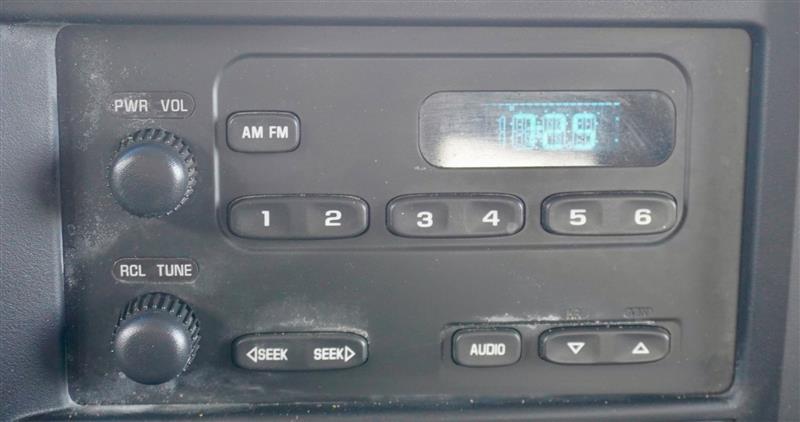 PWR VOL
AM FM
1 2 3 4 5 6
RCL TUNE
◁SEEK SEEK▷
AUDIO